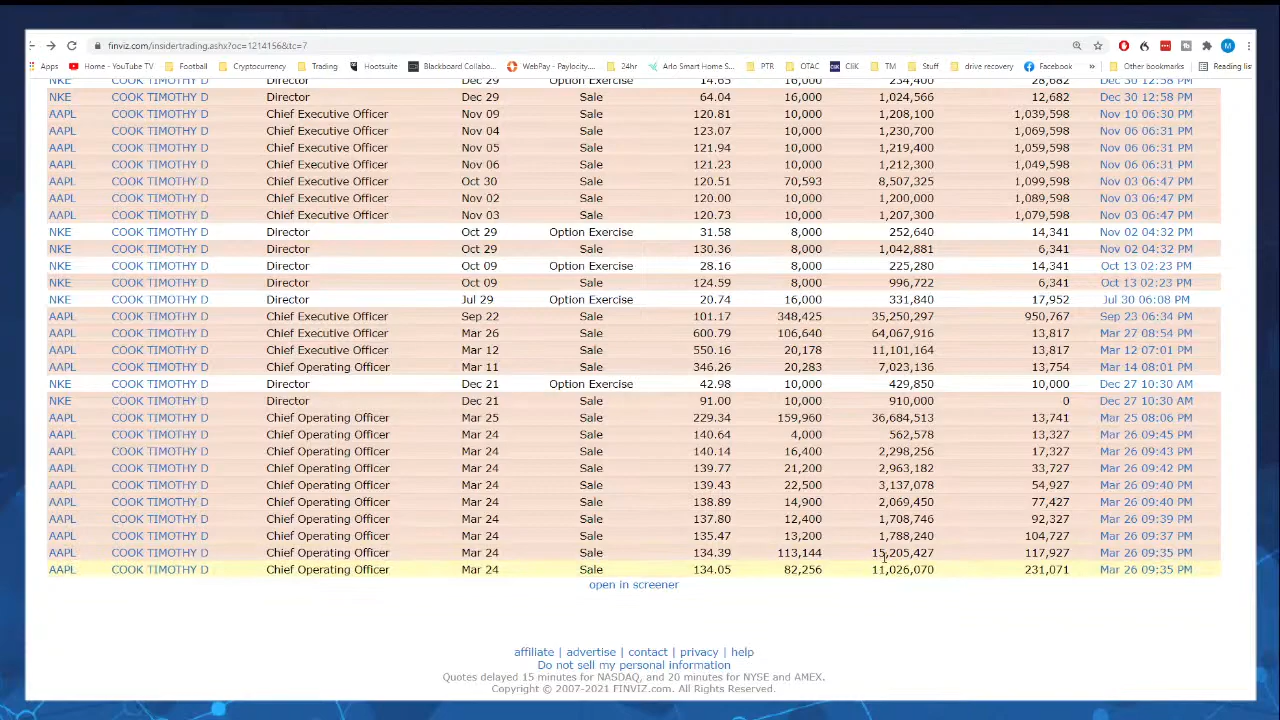 finviz.com/insidertrading.ashx?oc=1214156&tc=7
Apps Home - YouTube TV Football Cryptocurrency Trading Hootsuite Blackboard Collabo... WebPay - Paylocity.... 24hr Arlo Smart Home S... PTR OTAC CliK TM Stuff drive recovery Facebook » Other bookmarks Reading list
NKE COOK TIMOTHY D Director Dec 29 Option Exercise 14.65 16,000 234,400 28,682 Dec 30 12:58 PM
NKE COOK TIMOTHY D Director Dec 29 Sale 64.04 16,000 1,024,566 12,682 Dec 30 12:58 PM
AAPL COOK TIMOTHY D Chief Executive Officer Nov 09 Sale 120.81 10,000 1,208,100 1,039,598 Nov 10 06:30 PM
AAPL COOK TIMOTHY D Chief Executive Officer Nov 04 Sale 123.07 10,000 1,230,700 1,069,598 Nov 06 06:31 PM
AAPL COOK TIMOTHY D Chief Executive Officer Nov 05 Sale 121.94 10,000 1,219,400 1,059,598 Nov 06 06:31 PM
AAPL COOK TIMOTHY D Chief Executive Officer Nov 06 Sale 121.23 10,000 1,212,300 1,049,598 Nov 06 06:31 PM
AAPL COOK TIMOTHY D Chief Executive Officer Oct 30 Sale 120.51 70,593 8,507,325 1,099,598 Nov 03 06:47 PM
AAPL COOK TIMOTHY D Chief Executive Officer Nov 02 Sale 120.00 10,000 1,200,000 1,089,598 Nov 03 06:47 PM
AAPL COOK TIMOTHY D Chief Executive Officer Nov 03 Sale 120.73 10,000 1,207,300 1,079,598 Nov 03 06:47 PM
NKE COOK TIMOTHY D Director Oct 29 Option Exercise 31.58 8,000 252,640 14,341 Nov 02 04:32 PM
NKE COOK TIMOTHY D Director Oct 29 Sale 130.36 8,000 1,042,881 6,341 Nov 02 04:32 PM
NKE COOK TIMOTHY D Director Oct 09 Option Exercise 28.16 8,000 225,280 14,341 Oct 13 02:23 PM
NKE COOK TIMOTHY D Director Oct 09 Sale 124.59 8,000 996,722 6,341 Oct 13 02:23 PM
NKE COOK TIMOTHY D Director Jul 29 Option Exercise 20.74 16,000 331,840 17,952 Jul 30 06:08 PM
AAPL COOK TIMOTHY D Chief Executive Officer Sep 22 Sale 101.17 348,425 35,250,297 950,767 Sep 23 06:34 PM
AAPL COOK TIMOTHY D Chief Executive Officer Mar 26 Sale 600.79 106,640 64,067,916 13,817 Mar 27 08:54 PM
AAPL COOK TIMOTHY D Chief Executive Officer Mar 12 Sale 550.16 20,178 11,101,164 13,817 Mar 12 07:01 PM
AAPL COOK TIMOTHY D Chief Operating Officer Mar 11 Sale 346.26 20,283 7,023,136 13,754 Mar 14 08:01 PM
NKE COOK TIMOTHY D Director Dec 21 Option Exercise 42.98 10,000 429,850 10,000 Dec 27 10:30 AM
NKE COOK TIMOTHY D Director Dec 21 Sale 91.00 10,000 910,000 0 Dec 27 10:30 AM
AAPL COOK TIMOTHY D Chief Operating Officer Mar 25 Sale 229.34 159,960 36,684,513 13,741 Mar 25 08:06 PM
AAPL COOK TIMOTHY D Chief Operating Officer Mar 24 Sale 140.64 4,000 562,578 13,327 Mar 26 09:45 PM
AAPL COOK TIMOTHY D Chief Operating Officer Mar 24 Sale 140.14 16,400 2,298,256 17,327 Mar 26 09:43 PM
AAPL COOK TIMOTHY D Chief Operating Officer Mar 24 Sale 139.77 21,200 2,963,182 33,727 Mar 26 09:42 PM
AAPL COOK TIMOTHY D Chief Operating Officer Mar 24 Sale 139.43 22,500 3,137,078 54,927 Mar 26 09:40 PM
AAPL COOK TIMOTHY D Chief Operating Officer Mar 24 Sale 138.89 14,900 2,069,450 77,427 Mar 26 09:40 PM
AAPL COOK TIMOTHY D Chief Operating Officer Mar 24 Sale 137.80 12,400 1,708,746 92,327 Mar 26 09:39 PM
AAPL COOK TIMOTHY D Chief Operating Officer Mar 24 Sale 135.47 13,200 1,788,240 104,727 Mar 26 09:37 PM
AAPL COOK TIMOTHY D Chief Operating Officer Mar 24 Sale 134.39 113,144 15,205,427 117,927 Mar 26 09:35 PM
AAPL COOK TIMOTHY D Chief Operating Officer Mar 24 Sale 134.05 82,256 11,026,070 231,071 Mar 26 09:35 PM
open in screener
affiliate | advertise | contact | privacy | help
Do not sell my personal information
Quotes delayed 15 minutes for NASDAQ, and 20 minutes for NYSE and AMEX.
Copyright © 2007-2021 FINVIZ.com. All Rights Reserved.